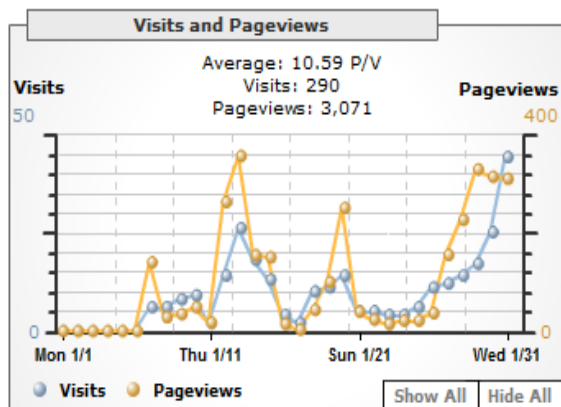 Visits and Pageviews
Average: 10.59 P/V
Visits: 290
Pageviews: 3,071
Visits Pageviews
50 400
0 0
Mon 1/1 Thu 1/11 Sun 1/21 Wed 1/31
Visits Pageviews
Show All Hide All